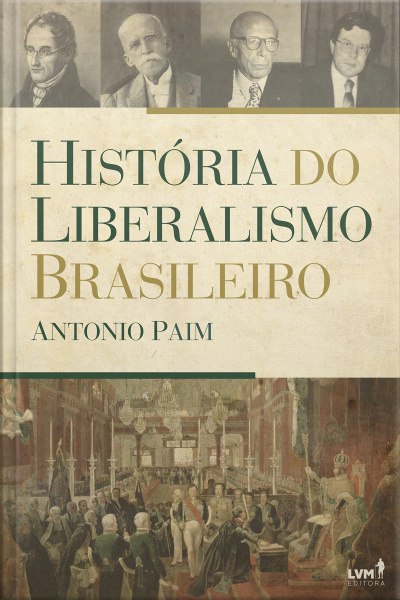 HISTÓRIA DO
LIBERALISMO
BRASILEIRO
ANTONIO PAIM
LVM
EDITORA